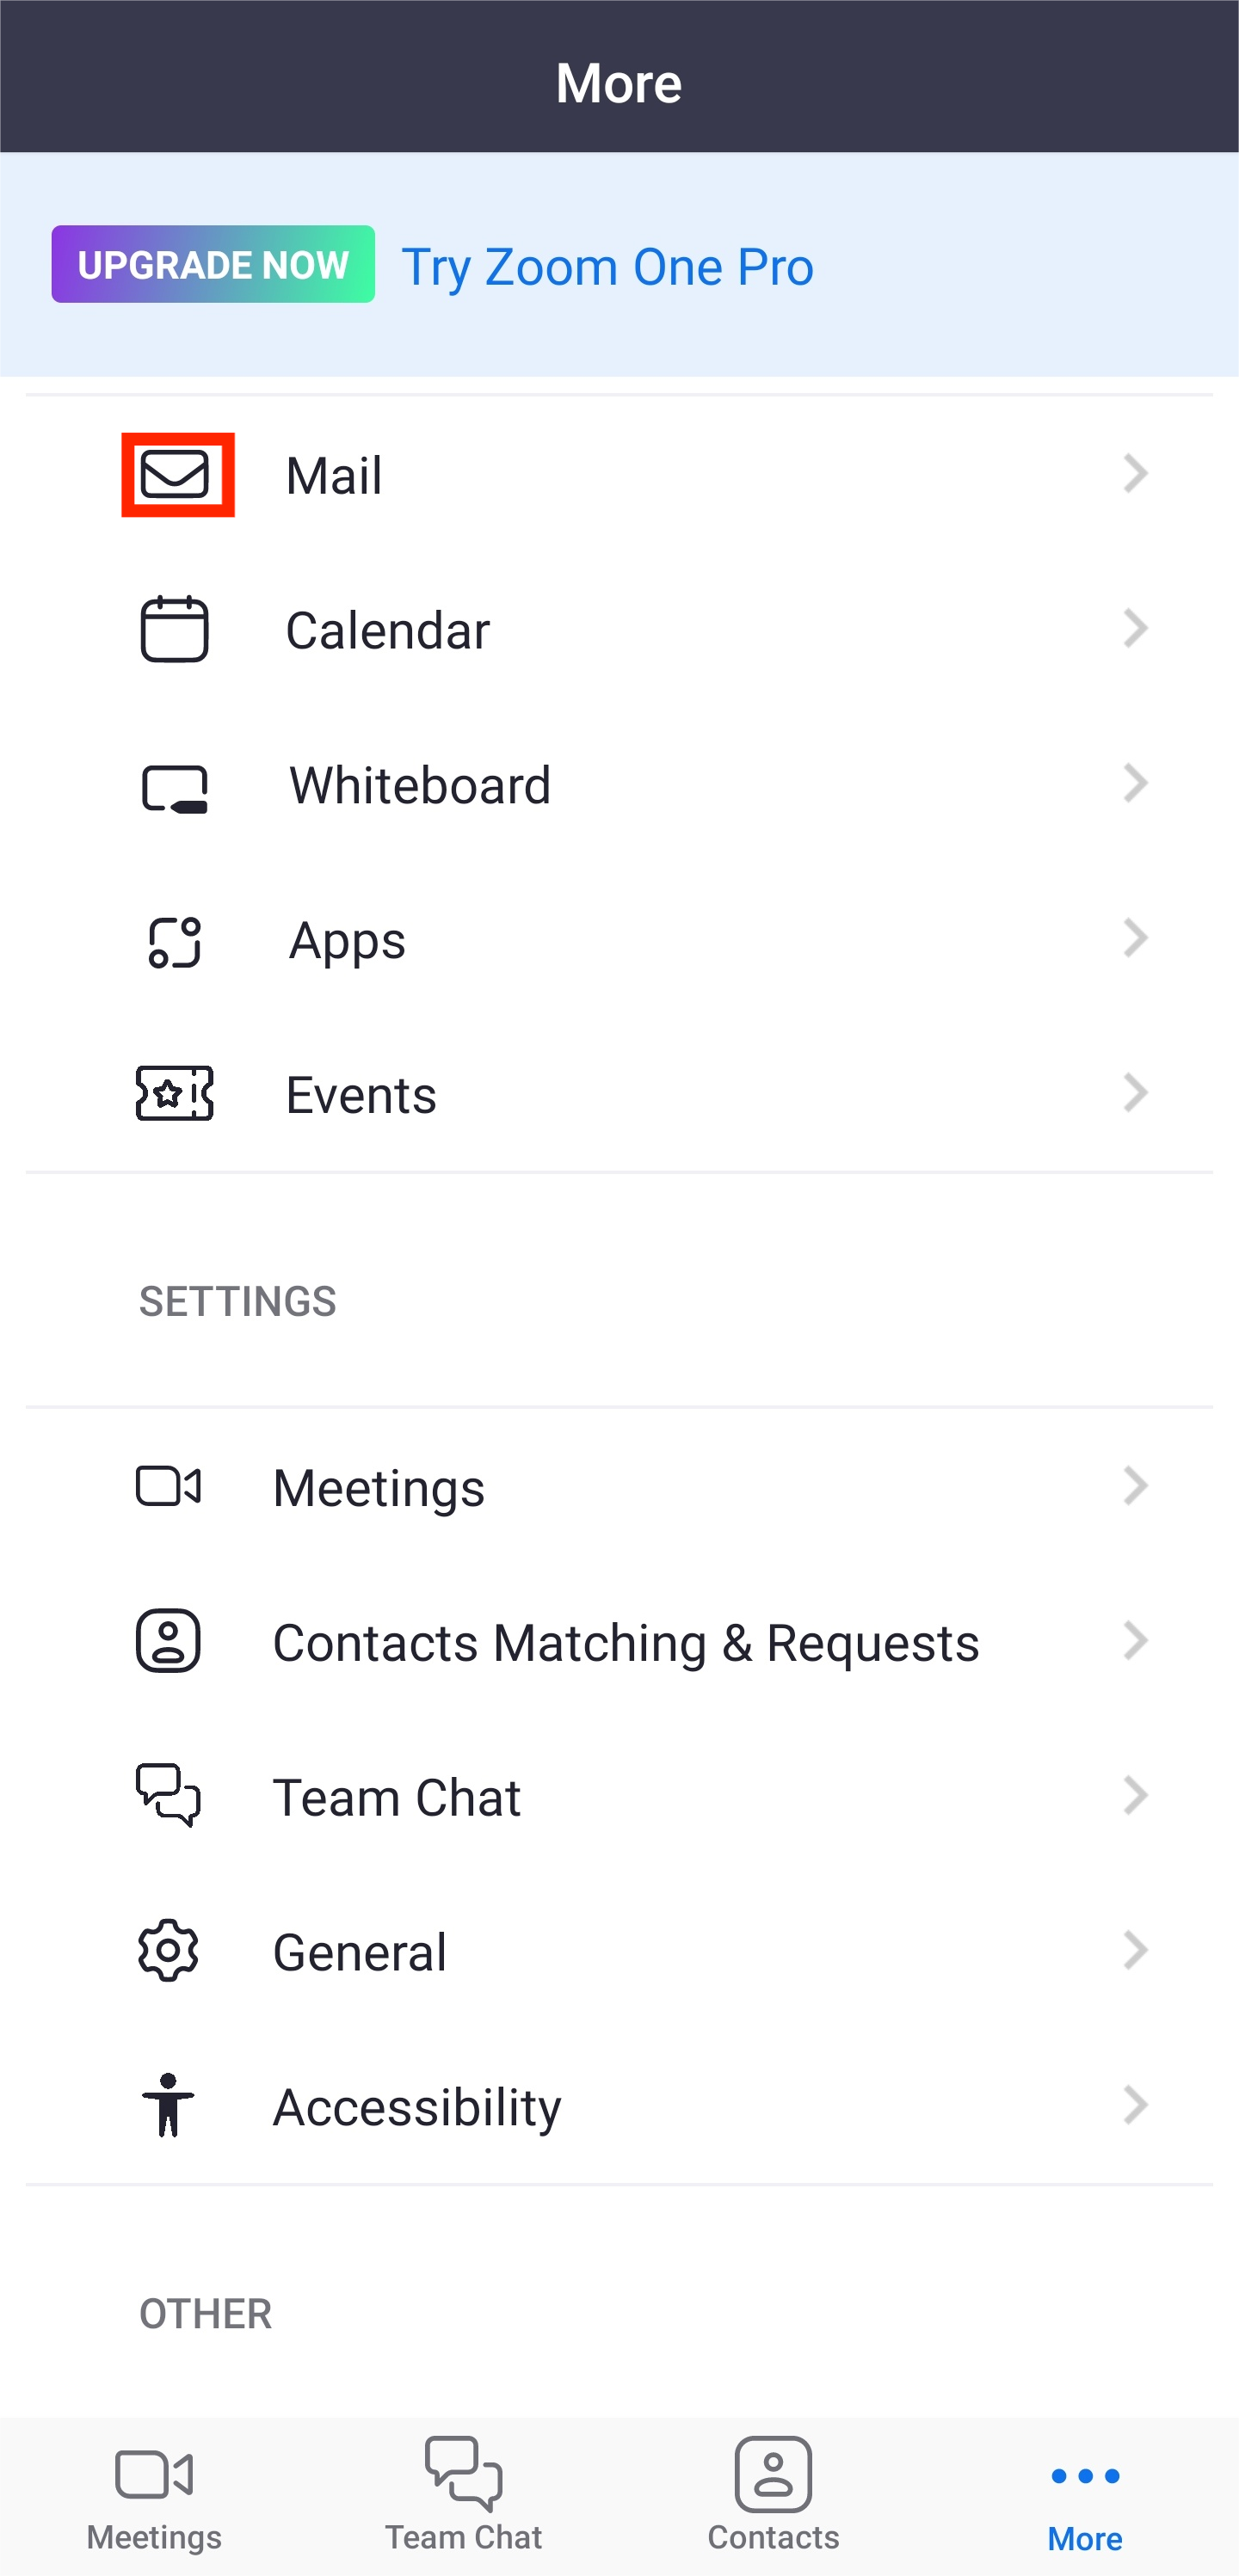 More
UPGRADE NOW Try Zoom One Pro
Mail
Calendar
Whiteboard
Apps
Events
SETTINGS
Meetings
Contacts Matching & Requests
Team Chat
General
Accessibility
OTHER
Meetings Team Chat Contacts More